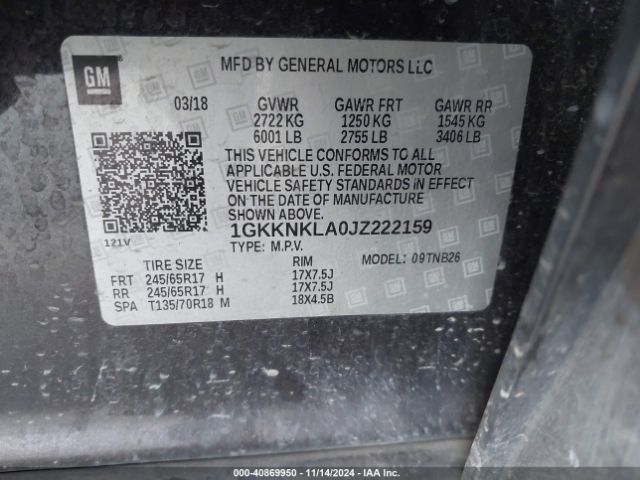 GM
MFD BY GENERAL MOTORS LLC
03/18 GVWR GAWR FRT GAWR RR
2722 KG 1250 KG 1545 KG
6001 LB 2755 LB 3406 LB
THIS VEHICLE CONFORMS TO ALL
APPLICABLE U.S. FEDERAL MOTOR
VEHICLE SAFETY STANDARDS IN EFFECT
ON THE DATE OF MANUFACTURE
SHOWN ABOVE.
121V
1GKKNKLA0JZ222159
TYPE: M.P.V. MODEL: 09TNB26
TIRE SIZE RIM
FRT 245/65R17 H 17X7.5J
RR 245/65R17 H 17X7.5J
SPA T135/70R18 M 18X4.5B
000-40869950 - 11/14/2024 - IAA Inc.